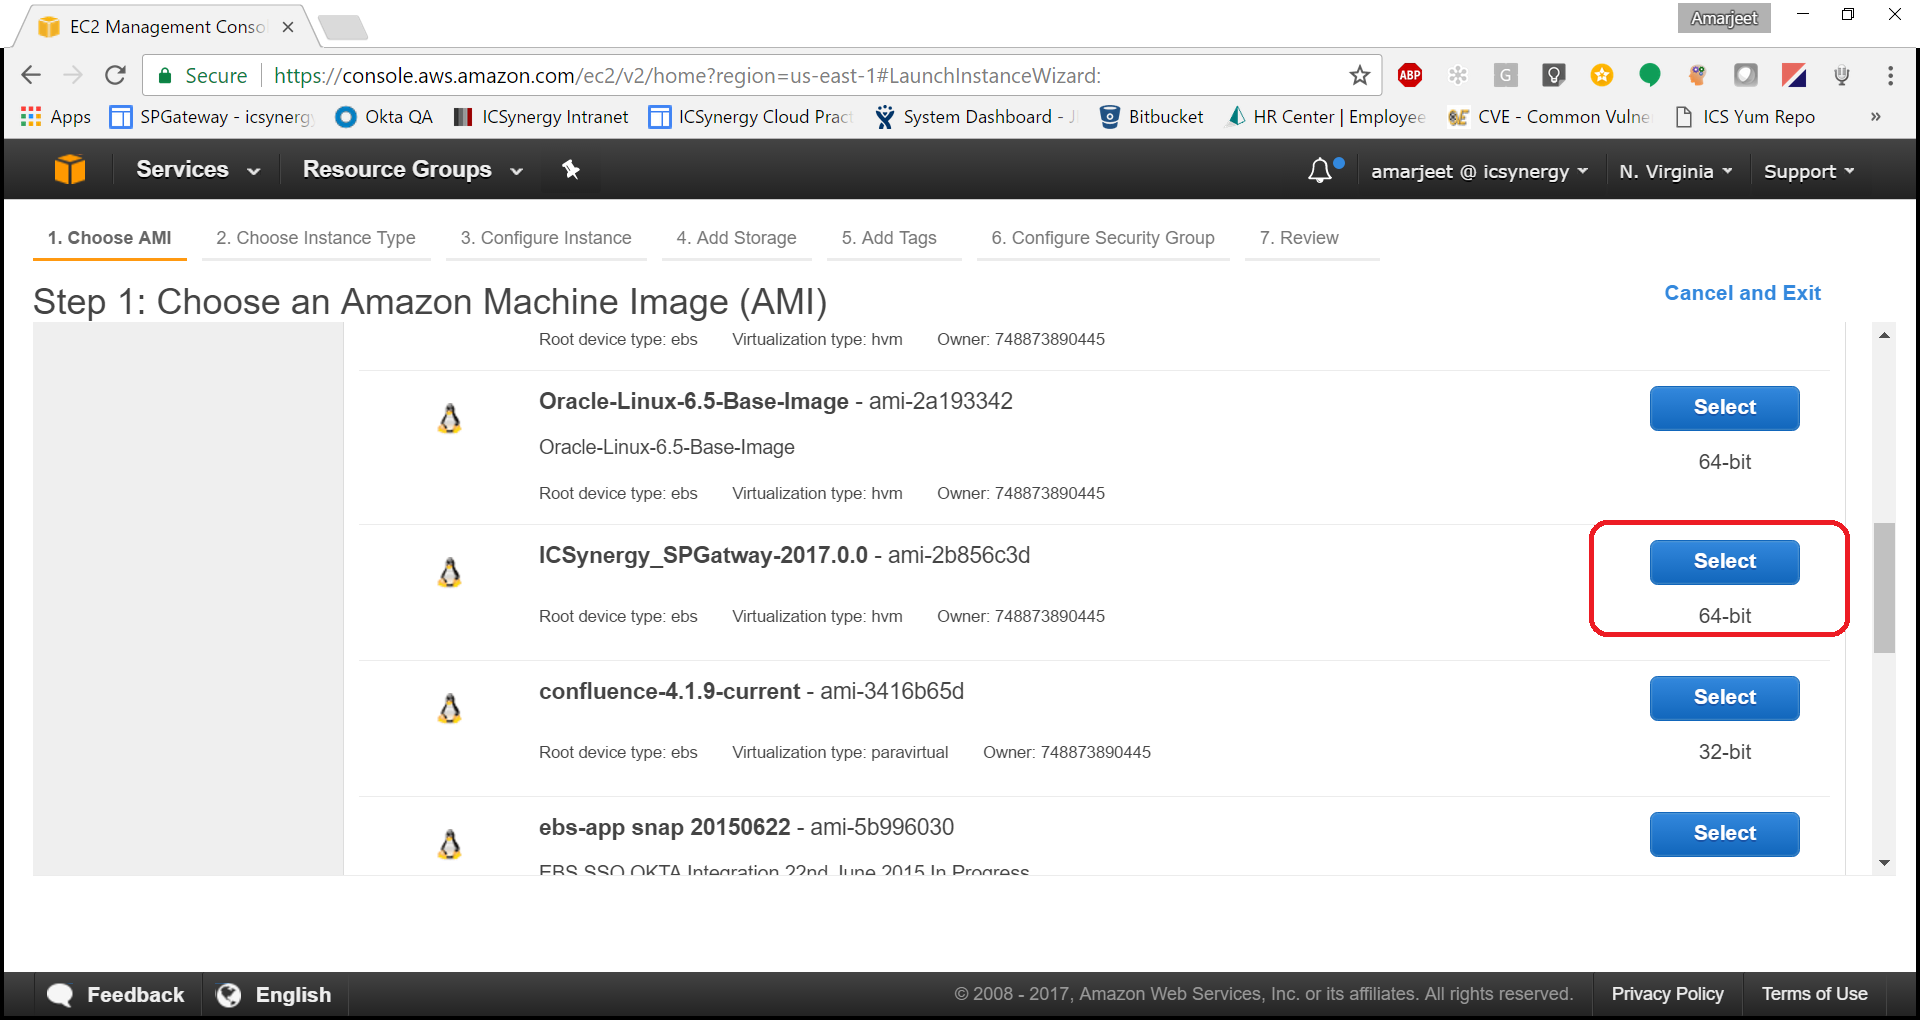 EC2 Management Conso
Amarjeet
Secure https://console.aws.amazon.com/ec2/v2/home?region=us-east-1#LaunchInstanceWizard:
ABP
G
Apps SPGateway - icsynergy Okta QA ICSynergy Intranet ICSynergy Cloud Pract System Dashboard - J Bitbucket HR Center | Employee CVE - Common Vulne ICS Yum Repo »
Services Resource Groups amarjeet @ icsynergy N. Virginia Support
1. Choose AMI 2. Choose Instance Type 3. Configure Instance 4. Add Storage 5. Add Tags 6. Configure Security Group 7. Review
Step 1: Choose an Amazon Machine Image (AMI)
Cancel and Exit
Root device type: ebs Virtualization type: hvm Owner: 748873890445
Oracle-Linux-6.5-Base-Image - ami-2a193342
Select
Oracle-Linux-6.5-Base-Image
64-bit
Root device type: ebs Virtualization type: hvm Owner: 748873890445
ICSynergy_SPGatway-2017.0.0 - ami-2b856c3d
Select
Root device type: ebs Virtualization type: hvm Owner: 748873890445
64-bit
confluence-4.1.9-current - ami-3416b65d
Select
Root device type: ebs Virtualization type: paravirtual Owner: 748873890445
32-bit
ebs-app snap 20150622 - ami-5b996030
Select
EBS SSO OKTA Integration 22nd June 2015 In Progress
Feedback English © 2008 - 2017, Amazon Web Services, Inc. or its affiliates. All rights reserved. Privacy Policy Terms of Use